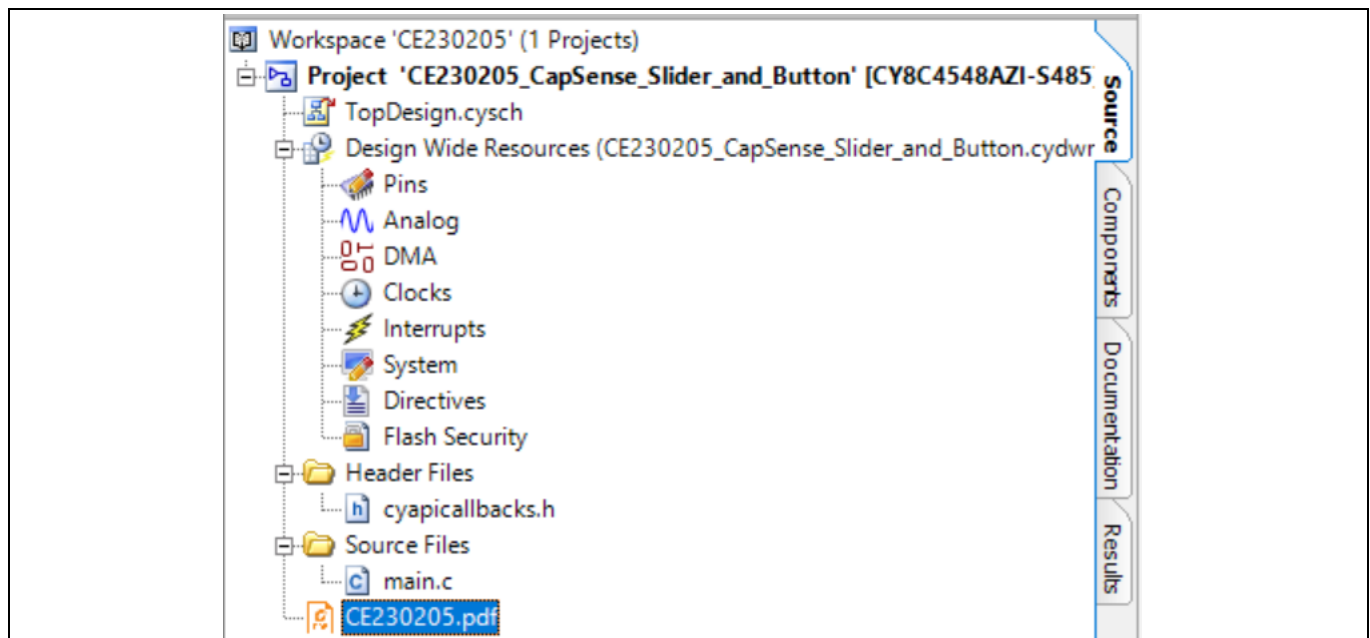 Workspace 'CE230205' (1 Projects)
Project 'CE230205_CapSense_Slider_and_Button' [CY8C4548AZI-S485]
TopDesign.cysch
Design Wide Resources (CE230205_CapSense_Slider_and_Button.cydwr
Pins
Analog
DMA
Clocks
Interrupts
System
Directives
Flash Security
Header Files
cyapicallbacks.h
Source Files
main.c
CE230205.pdf
Source
Components
Documentation
Results